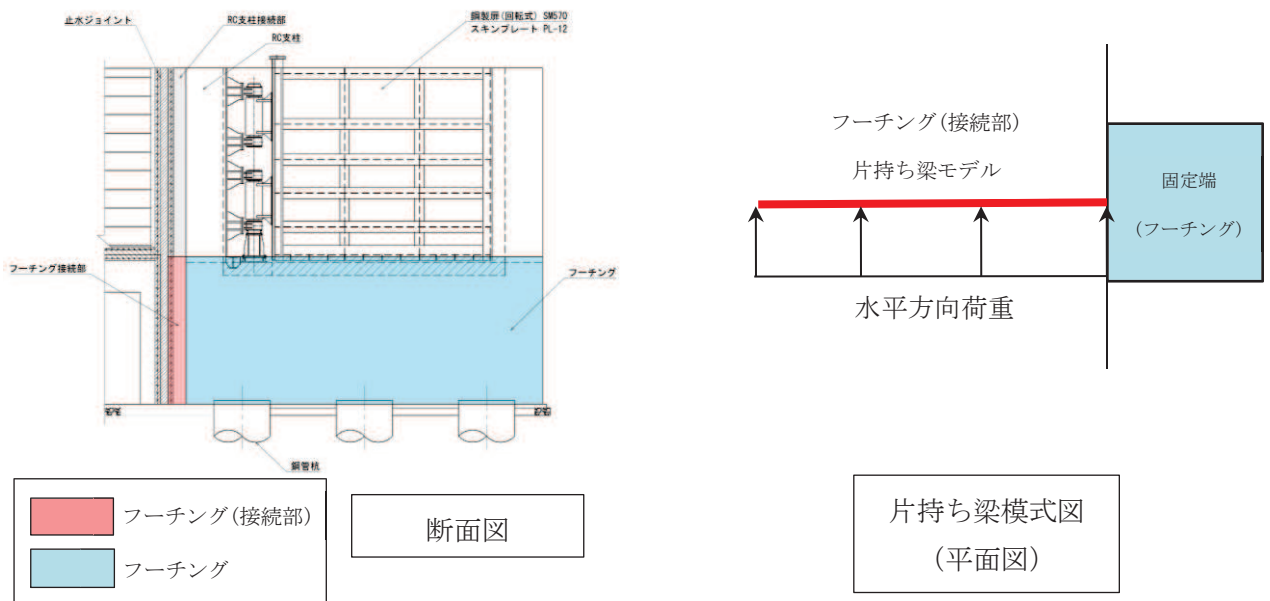 止水ジョイント
RC支柱接続部
RC支柱
鋼製扉(回転式) SM570
スキンプレート PL-12
フーチング接続部
フーチング
鋼管杭
フーチング(接続部)
フーチング
断面図
フーチング(接続部)
片持ち梁モデル
固定端
(フーチング)
水平方向荷重
片持ち梁模式図
(平面図)